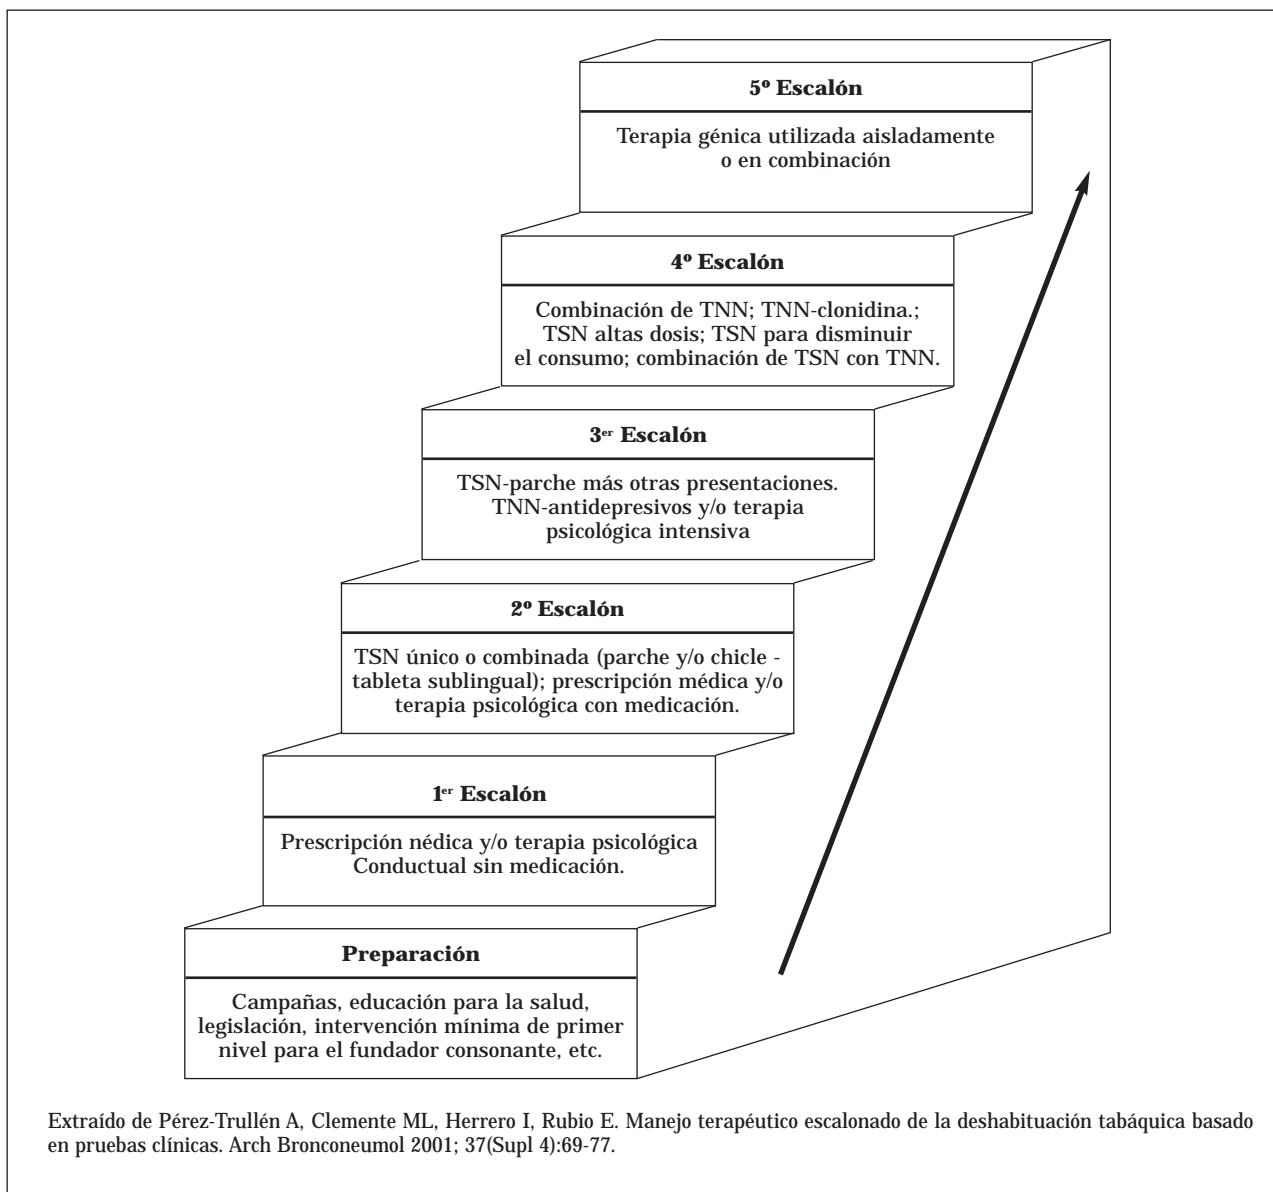 5º Escalón
Terapia génica utilizada aisladamente
o en combinación
4º Escalón
Combinación de TNN; TNN-clonidina.;
TSN altas dosis; TSN para disminuir
el consumo; combinación de TSN con TNN.
3er Escalón
TSN-parche más otras presentaciones.
TNN-antidepresivos y/o terapia
psicológica intensiva
2º Escalón
TSN único o combinada (parche y/o chicle -
tableta sublingual); prescripción médica y/o
terapia psicológica con medicación.
1er Escalón
Prescripción nédica y/o terapia psicológica
Conductual sin medicación.
Preparación
Campañas, educación para la salud,
legislación, intervención mínima de primer
nivel para el fundador consonante, etc.
Extraído de Pérez-Trullén A, Clemente ML, Herrero I, Rubio E. Manejo terapéutico escalonado de la deshabituación tabáquica basado
en pruebas clínicas. Arch Bronconeumol 2001; 37(Supl 4):69-77.